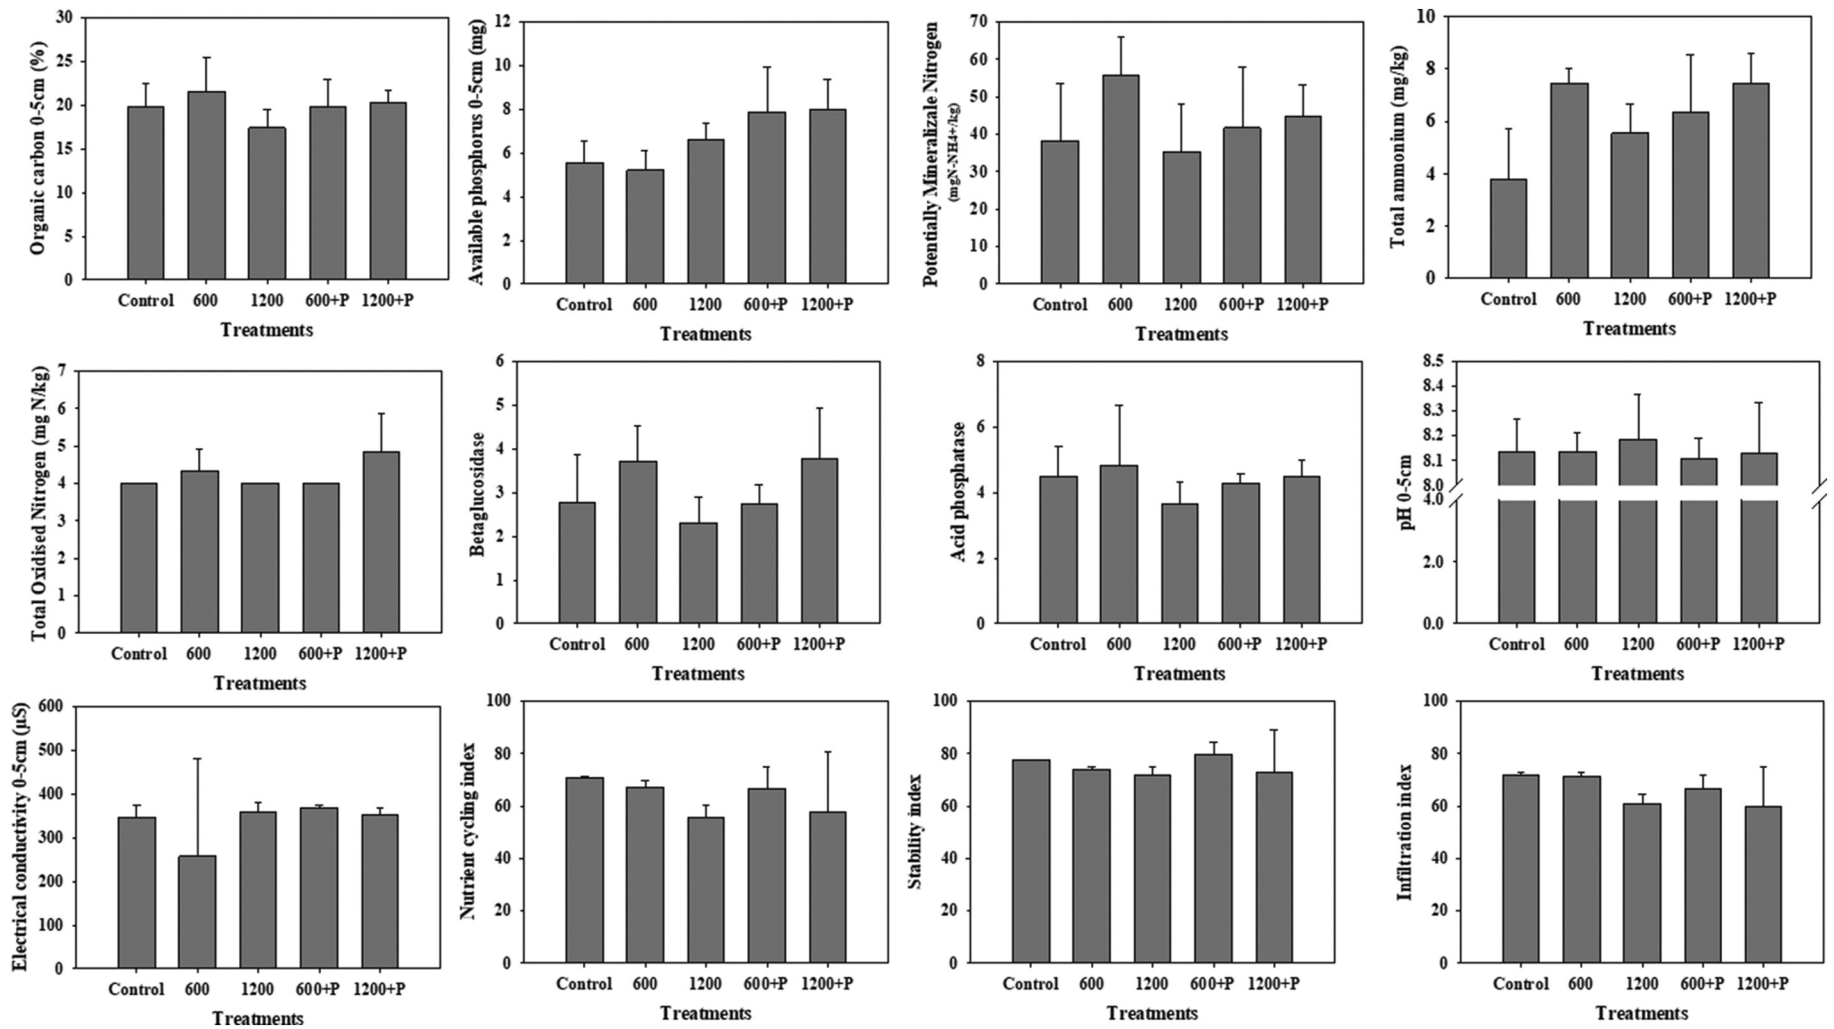 Organic carbon 0-5cm (%)
30
25
20
15
10
5
0
Control 600 1200 600+P 1200+P
Treatments
Available phosphorus 0-5cm (mg)
12
10
8
6
4
2
0
Control 600 1200 600+P 1200+P
Treatments
Potentially Mineralizale Nitrogen
(mgN-NH4+/kg)
70
60
50
40
30
20
10
0
Control 600 1200 600+P 1200+P
Treatments
Total ammonium (mg/kg)
10
8
6
4
2
0
Control 600 1200 600+P 1200+P
Treatments
Total Oxidised Nitrogen (mg N/kg)
7
6
5
4
3
2
1
0
Control 600 1200 600+P 1200+P
Treatments
Betaglucosidase
6
5
4
3
2
1
0
Control 600 1200 600+P 1200+P
Treatments
Acid phosphatase
8
6
4
2
0
Control 600 1200 600+P 1200+P
Treatments
pH 0-5cm
8.5
8.4
8.3
8.2
8.1
8.0
4.0
2.0
0.0
Control 600 1200 600+P 1200+P
Treatments
Electrical conductivity 0-5cm (µS)
600
500
400
300
200
100
0
Control 600 1200 600+P 1200+P
Treatments
Nutrient cycling index
100
80
60
40
20
0
Control 600 1200 600+P 1200+P
Treatments
Stability index
100
80
60
40
20
0
Control 600 1200 600+P 1200+P
Treatments
Infiltration index
100
80
60
40
20
0
Control 600 1200 600+P 1200+P
Treatments